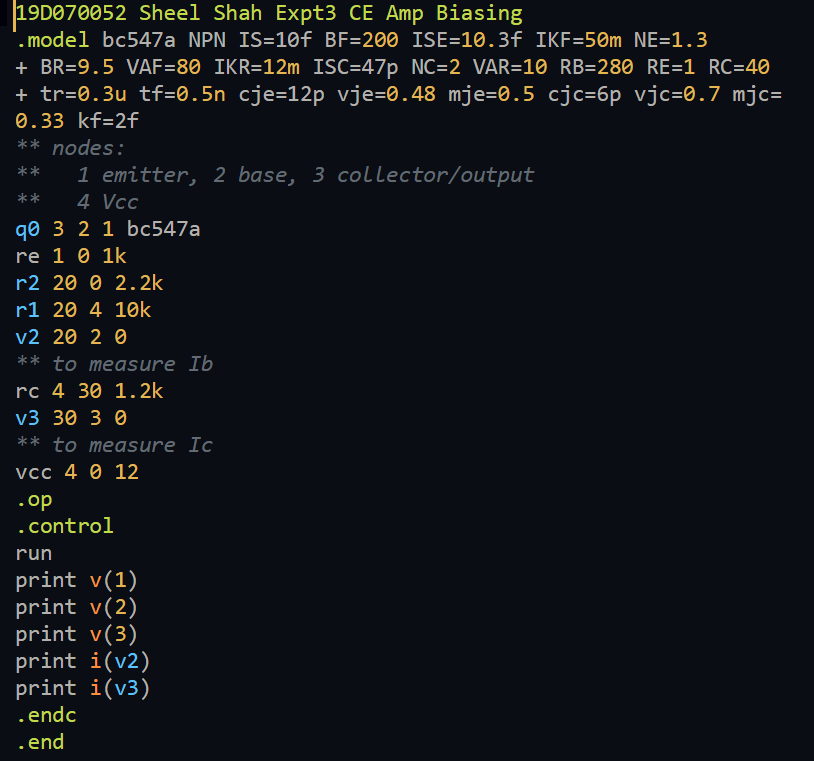 19D070052 Sheel Shah Expt3 CE Amp Biasing
.model bc547a NPN IS=10f BF=200 ISE=10.3f IKF=50m NE=1.3
+ BR=9.5 VAF=80 IKR=12m ISC=47p NC=2 VAR=10 RB=280 RE=1 RC=40
+ tr=0.3u tf=0.5n cje=12p vje=0.48 mje=0.5 cjc=6p vjc=0.7 mjc=
0.33 kf=2f
** nodes:
**   1 emitter, 2 base, 3 collector/output
**   4 Vcc
q0 3 2 1 bc547a
re 1 0 1k
r2 20 0 2.2k
r1 20 4 10k
v2 20 2 0
** to measure Ib
rc 4 30 1.2k
v3 30 3 0
** to measure Ic
vcc 4 0 12
.op
.control
run
print v(1)
print v(2)
print v(3)
print i(v2)
print i(v3)
.endc
.end